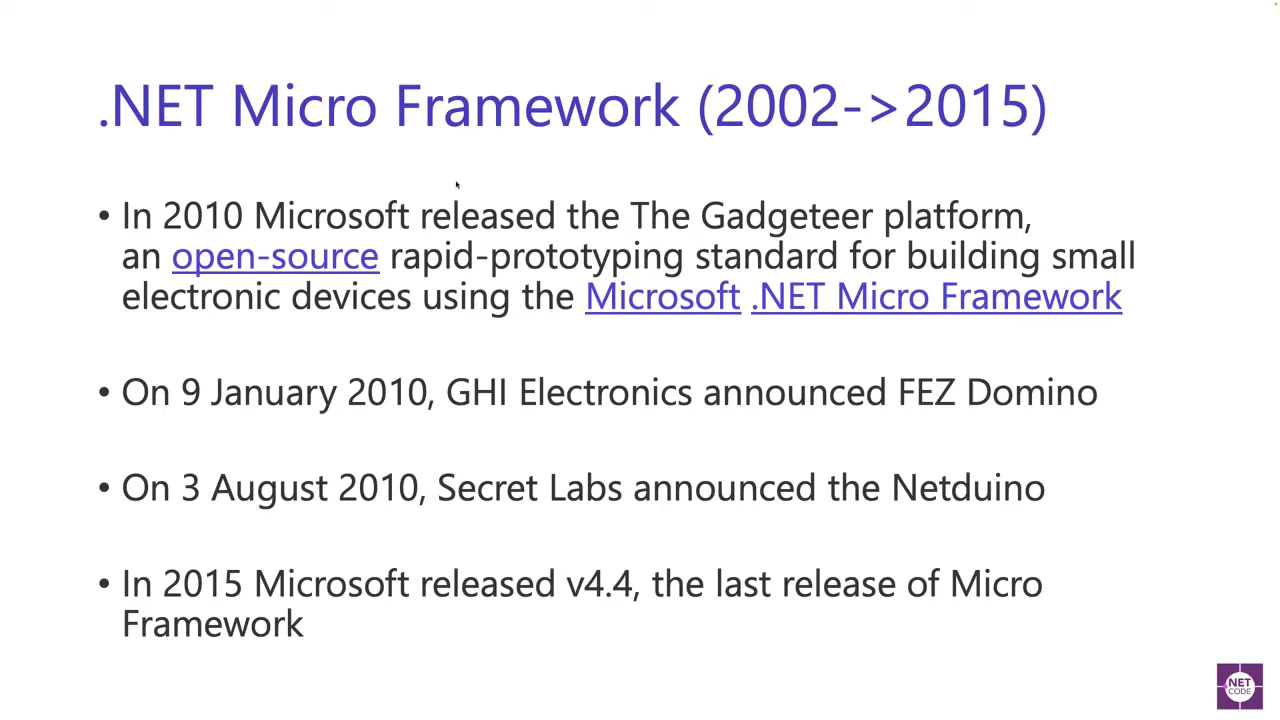 .NET Micro Framework (2002->2015)
• In 2010 Microsoft released the The Gadgeteer platform,
an open-source rapid-prototyping standard for building small
electronic devices using the Microsoft .NET Micro Framework
• On 9 January 2010, GHI Electronics announced FEZ Domino
• On 3 August 2010, Secret Labs announced the Netduino
• In 2015 Microsoft released v4.4, the last release of Micro
Framework
NET
CODE